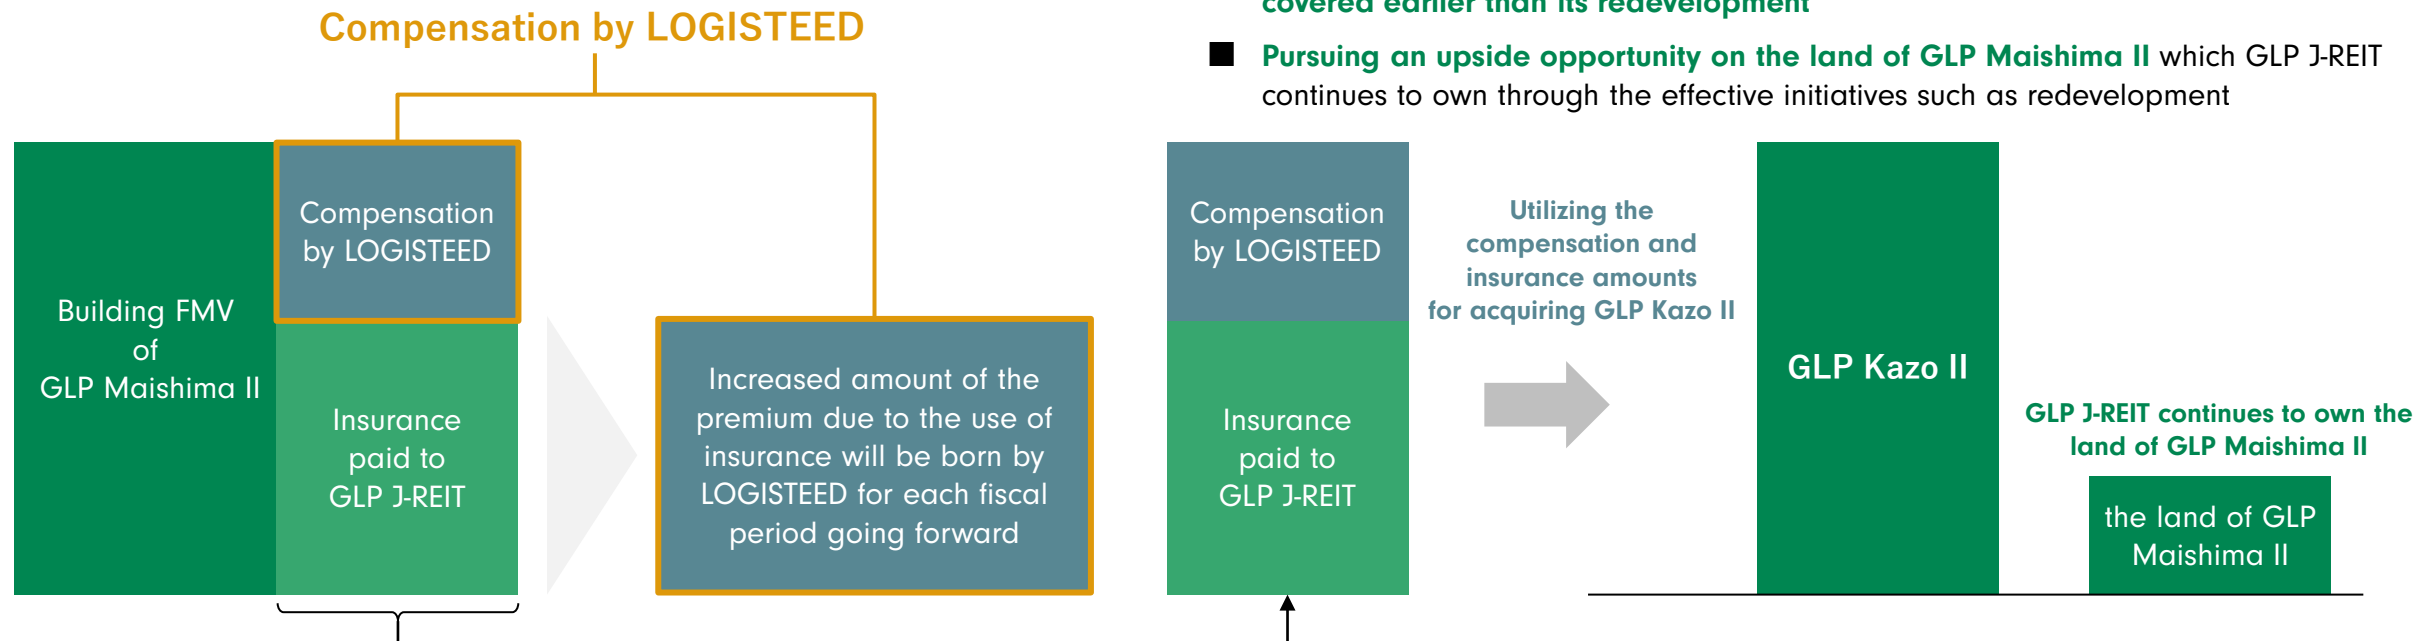 Compensation by LOGISTEED
Compensation
by LOGISTEED
Building FMV
of
GLP Maishima II
Insurance
paid to
GLP J-REIT
Increased amount of the
premium due to the use of
insurance will be born by
LOGISTEED for each fiscal
period going forward
covered earlier than its redevelopment
■ Pursuing an upside opportunity on the land of GLP Maishima II which GLP J-REIT
continues to own through the effective initiatives such as redevelopment
Compensation
by LOGISTEED
Insurance
paid to
GLP J-REIT
Utilizing the
compensation and
insurance amounts
for acquiring GLP Kazo II
GLP Kazo II
GLP J-REIT continues to own the
land of GLP Maishima II
the land of GLP
Maishima II